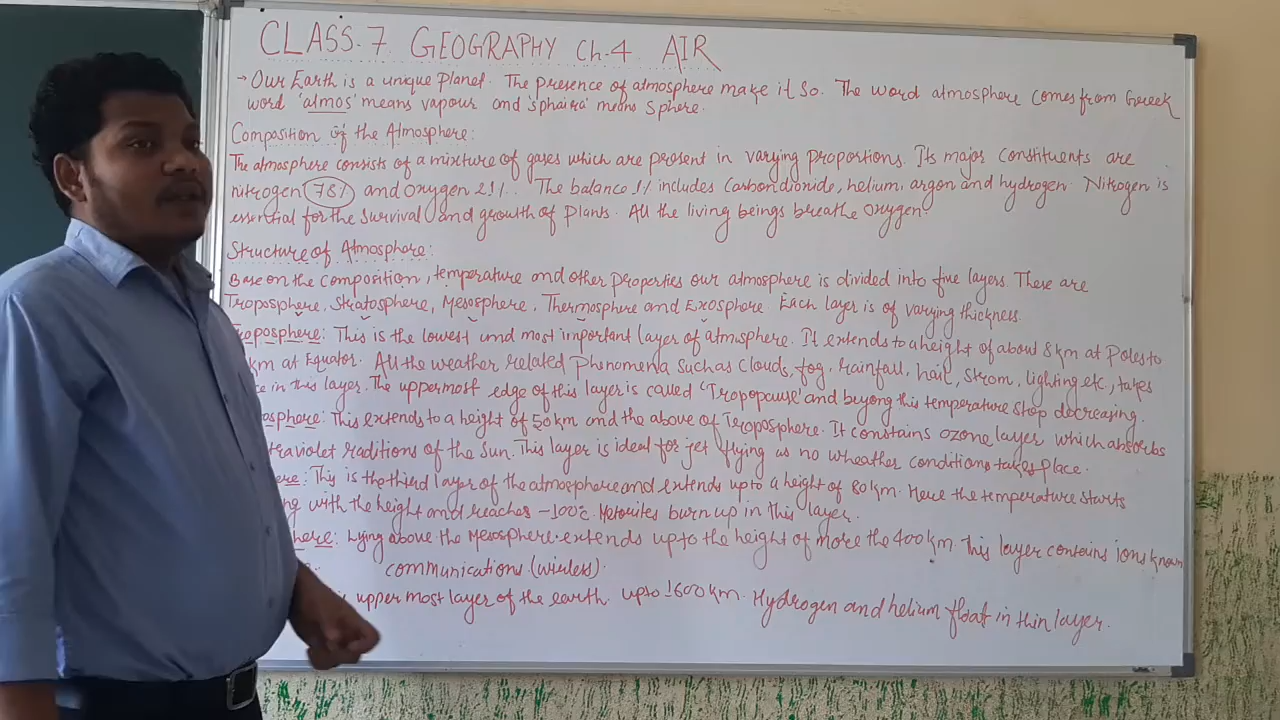 CLASS-7 GEOGRAPHY Ch-4 AIR
→ Our Earth is a unique Planet. The presence of atmosphere make it so. The word atmosphere comes from Greek
word 'atmos' means vapour and 'sphaira' means Sphere.
Composition of the Atmosphere:
The atmosphere consists of a mixture of gases which are present in varying proportions. Its major constituents are
nitrogen 78% and oxygen 21%. The balance 1% includes Carbondioxide, helium, argon and hydrogen. Nitrogen is
essential for the survival and growth of plants. All the living beings breathe oxygen.
Structure of Atmosphere:
Base on the composition, temperature and other properties our atmosphere is divided into five layers. These are
Troposphere, Stratosphere, Mesosphere, Thermosphere and Exosphere. Each layer is of varying thickness.
roposphere: This is the lowest and most important layer of atmosphere. It extends to a height of about 8km at Poles to
km at Equator. All the weather related Phenomena such as clouds, fog, rainfall, hail, strom, lighting etc, takes
ce in this layer. The uppermost edge of this layer is called 'Tropopause' and beyong this temperature stop decreasing.
osphere: This extends to a height of 50km and the above of Troposphere. It constains ozone layer which absorbs
traviolet raditions of the Sun. This layer is ideal for jet flying as no wheather conditions takes place.
ere: This is the third layer of the atmosphere and extends upto a height of 80km. Here the temperature starts
ng with the height and reaches -100°c. Metorites burn up in this layer.
here: Lying above the Mesosphere extends upto the height of more the 400km. This layer contains ions known
communications (wireless).
upper most layer of the earth. upto 1600km. Hydrogen and helium float in thin layer.